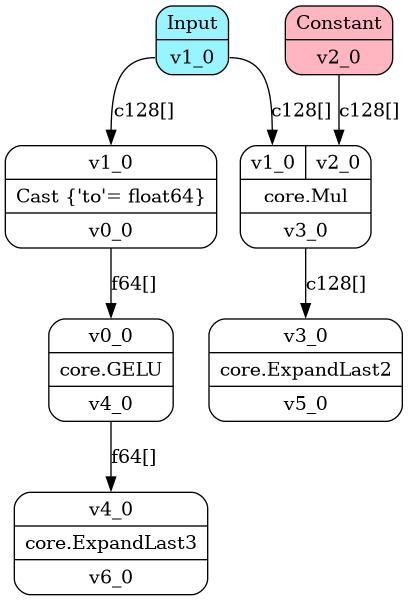 Input
v1_0
Constant
v2_0
c128[]
c128[]
c128[]
v1_0
Cast {'to'= float64}
v0_0
v1_0
v2_0
core.Mul
v3_0
f64[]
c128[]
v0_0
core.GELU
v4_0
v3_0
core.ExpandLast2
v5_0
f64[]
v4_0
core.ExpandLast3
v6_0